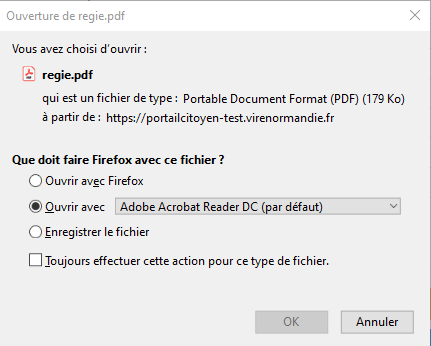 Ouverture de regie.pdf
Vous avez choisi d'ouvrir :
regie.pdf
qui est un fichier de type : Portable Document Format (PDF) (179 Ko)
à partir de : https://portailcitoyen-test.virenormandie.fr
Que doit faire Firefox avec ce fichier ?
Ouvrir avec Firefox
Ouvrir avec Adobe Acrobat Reader DC (par défaut)
Enregistrer le fichier
Toujours effectuer cette action pour ce type de fichier.
OK Annuler